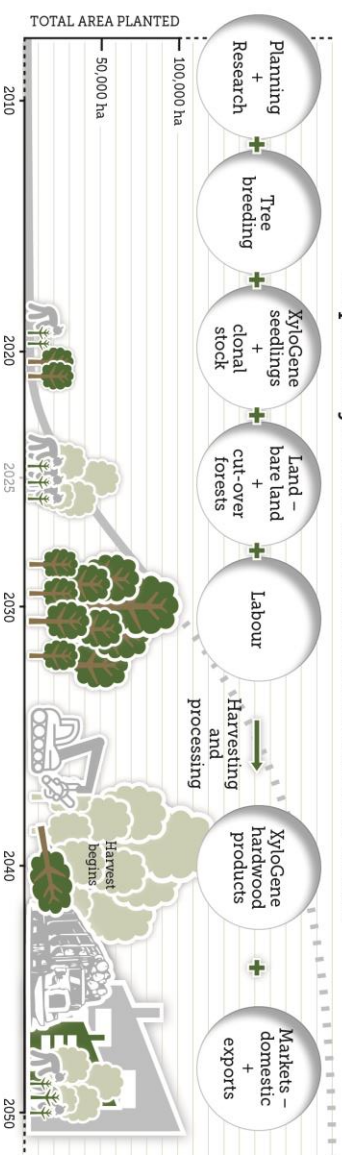 TOTAL AREA PLANTED
100,000 ha
50,000 ha
Planning
+
Research
+
Tree
breeding
+
XyloGene
seedlings
+
clonal
stock
+
Land –
bare land
+
cut-over
forests
+
Labour
Harvesting
and
processing
XyloGene
hardwood
products
+
Markets –
domestic
+
exports
Harvest
begins
2010
2020
2025
2030
2040
2050